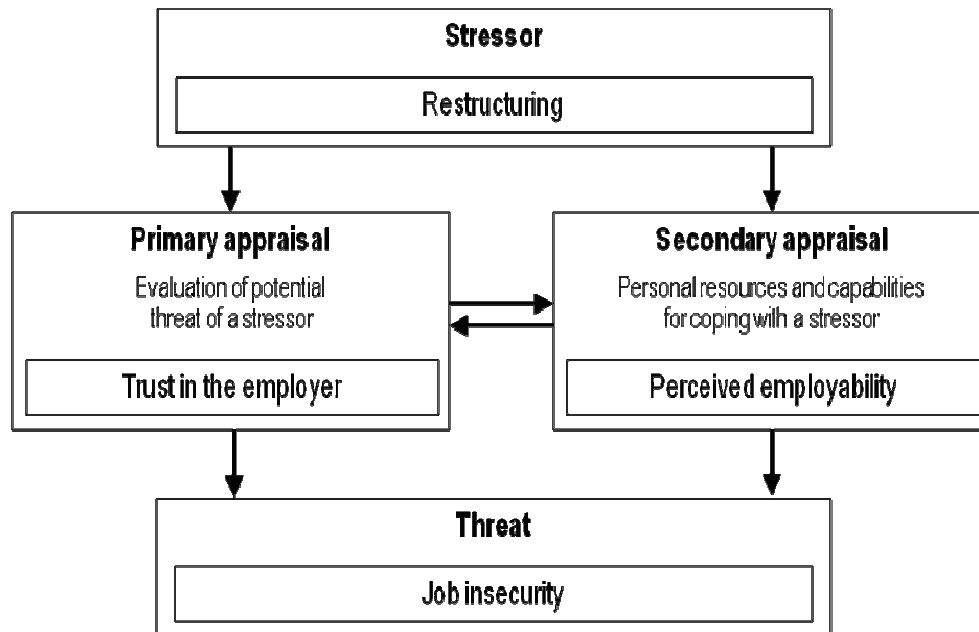 Stressor
Restructuring
Primary appraisal
Evaluation of potential
threat of a stressor
Trust in the employer
Secondary appraisal
Personal resources and capabilities
for coping with a stressor
Perceived employability
Threat
Job insecurity